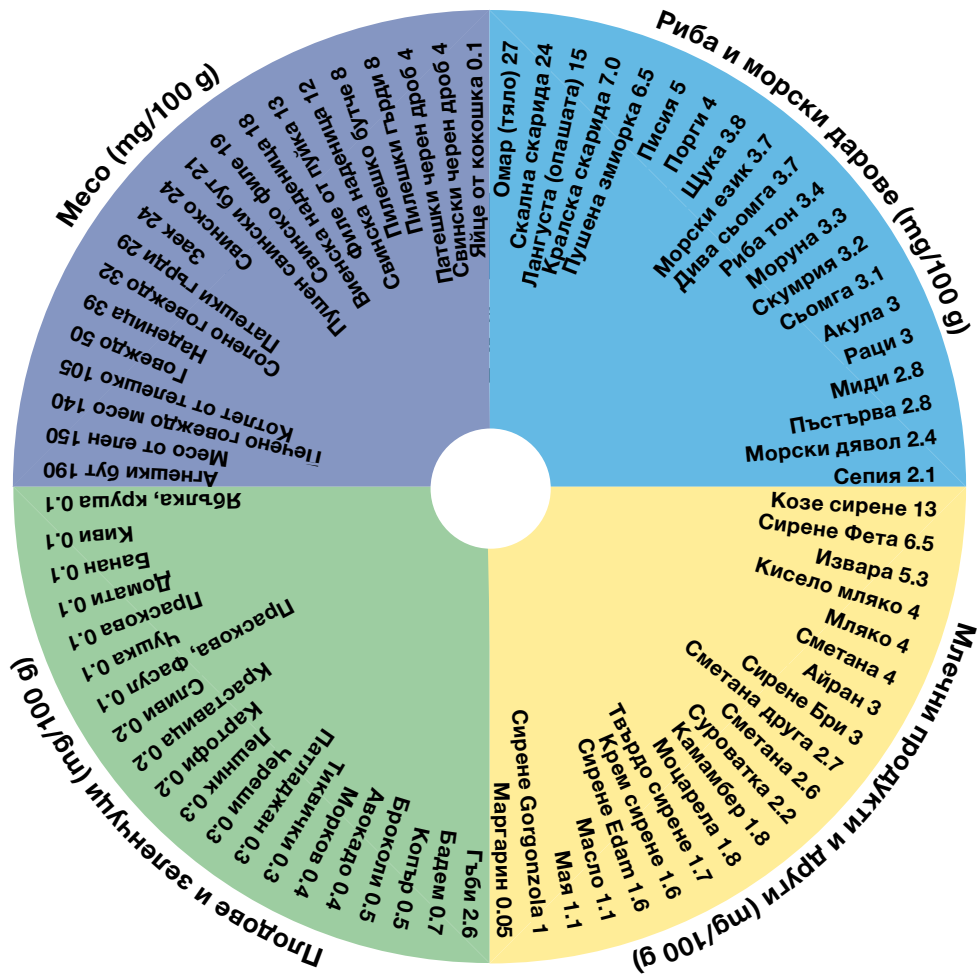 Месо (mg/100 g)
Агнешки бут 190
Месо от елен 150
Печено говеждо месо 140
Котлет от телешко 105
Говеждо 50
Наденица 39
Солено говеждо 32
Патешки гърди 29
Заек 24
Свинско 24
Пушен свински бут 21
Свинско филе 19
Виенска наденица 18
Филе от пуйка 13
Свинска наденица 12
Пилешко бутче 8
Пилешки гърди 8
Патешки черен дроб 4
Свински черен дроб 4
Яйце от кокошка 0.1
Риба и морски дарове (mg/100 g)
Омар (тяло) 27
Скална скарида 24
Лангуста (опашата) 15
Кралска скарида 7.0
Пушена змиорка 6.5
Писия 5
Порги 4
Щука 3.8
Морски език 3.7
Дива сьомга 3.7
Риба тон 3.4
Моруна 3.3
Скумрия 3.2
Сьомга 3.1
Акула 3
Раци 3
Миди 2.8
Пъстърва 2.8
Морски дявол 2.4
Сепия 2.1
Млечни продукти и други (mg/100 g)
Козе сирене 13
Сирене Фета 6.5
Извара 5.3
Кисело мляко 4
Мляко 4
Сметана 4
Айран 3
Сирене Бри 3
Сметана друга 2.7
Сметана 2.6
Суроватка 2.2
Камамбер 1.8
Моцарела 1.8
Твърдо сирене 1.7
Крем сирене 1.6
Сирене Edam 1.6
Масло 1.1
Мая 1.1
Сирене Gorgonzola 1
Маргарин 0.05
Плодове и зеленчуци (mg/100 g)
Ябълка, круша 0.1
Киви 0.1
Банан 0.1
Домати 0.1
Праскова 0.1
Чушка 0.1
Праскова, Фасул 0.1
Сливи 0.2
Краставица 0.2
Картофи 0.2
Лешник 0.3
Череши 0.3
Патладжан 0.3
Тиквички 0.3
Морков 0.4
Авокадо 0.4
Броколи 0.5
Копър 0.5
Бадем 0.7
Гъби 2.6